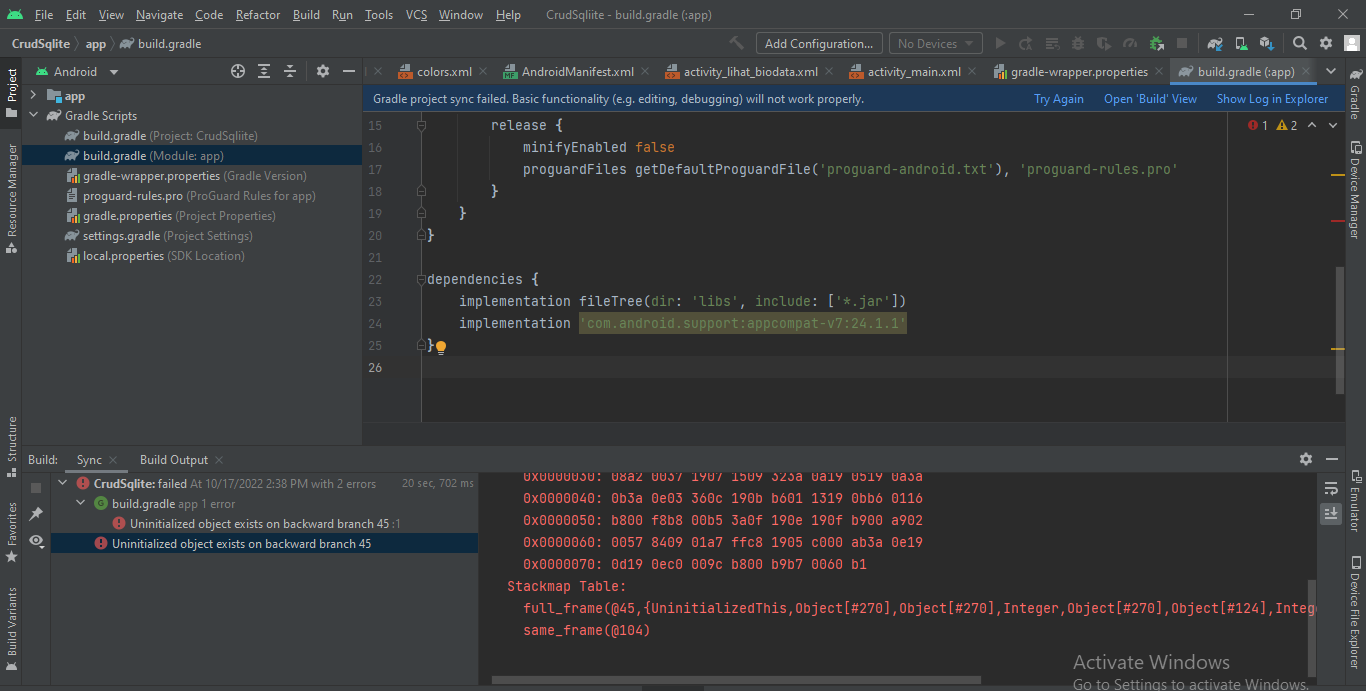 File Edit View Navigate Code Refactor Build Run Tools VCS Window Help CrudSqliite - build.gradle (:app)
CrudSqlite app build.gradle Add Configuration... No Devices
Android colors.xml AndroidManifest.xml activity_lihat_biodata.xml activity_main.xml gradle-wrapper.properties build.gradle (:app)
Gradle project sync failed. Basic functionality (e.g. editing, debugging) will not work properly. Try Again Open 'Build' View Show Log in Explorer
app
Gradle Scripts
build.gradle (Project: CrudSqliite)
build.gradle (Module: app)
gradle-wrapper.properties (Gradle Version)
proguard-rules.pro (ProGuard Rules for app)
gradle.properties (Project Properties)
settings.gradle (Project Settings)
local.properties (SDK Location)
15 release {
1 2
16 minifyEnabled false
17 proguardFiles getDefaultProguardFile('proguard-android.txt'), 'proguard-rules.pro'
18 }
19 }
20 }
21
22 dependencies {
23 implementation fileTree(dir: 'libs', include: ['*.jar'])
24 implementation 'com.android.support:appcompat-v7:24.1.1'
25 }
26
Build: Sync Build Output
CrudSqlite: failed At 10/17/2022 2:38 PM with 2 errors 20 sec, 702 ms
build.gradle app 1 error
Uninitialized object exists on backward branch 45 :1
Uninitialized object exists on backward branch 45
0x0000030: 08a2 0037 1907 1509 323a 0a19 0519 0a3a
0x0000040: 0b3a 0e03 360c 190b b601 1319 0bb6 0116
0x0000050: b800 f8b8 00b5 3a0f 190e 190f b900 a902
0x0000060: 0057 8409 01a7 ffc8 1905 c000 ab3a 0e19
0x0000070: 0d19 0ec0 009c b800 b9b7 0060 b1
Stackmap Table:
full_frame(@45,{UninitializedThis,Object[#270],Object[#270],Integer,Object[#270],Object[#124],Intege
same_frame(@104)
Activate Windows
Go to Settings to activate Windows.
Project
Resource Manager
Structure
Favorites
Build Variants
Gradle
Device Manager
Emulator
Device File Explorer